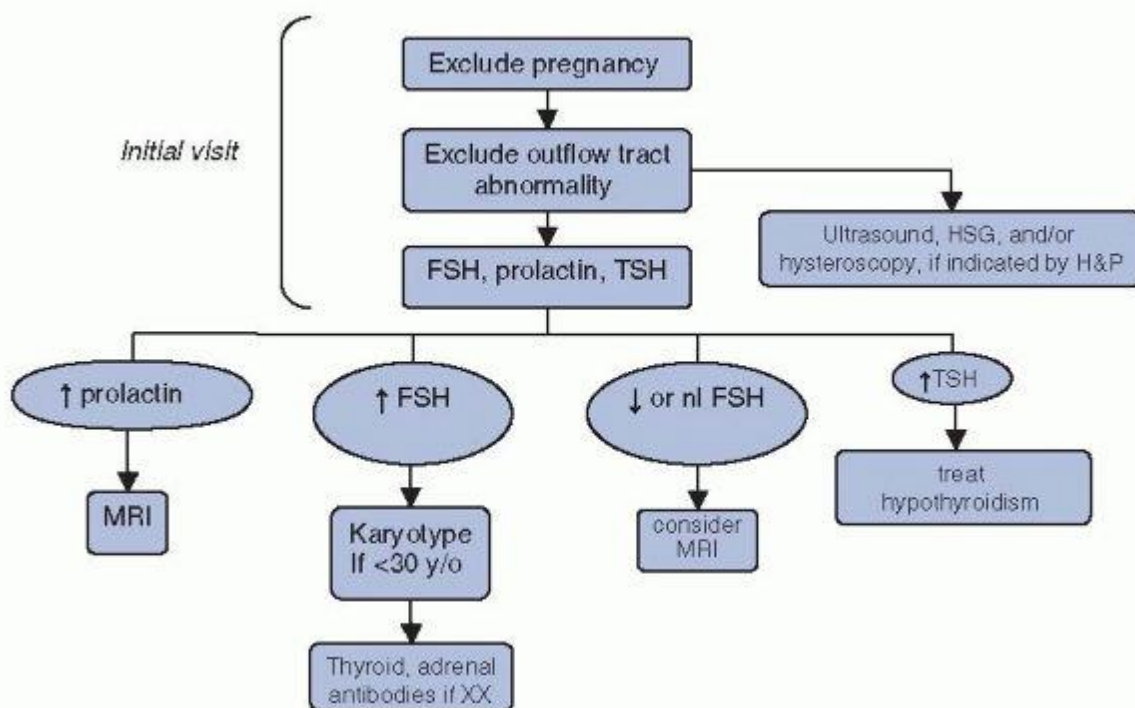 Exclude pregnancy
Initial visit
Exclude outflow tract
abnormality
Ultrasound, HSG, and/or
hysteroscopy, if indicated by H&P
FSH, prolactin, TSH
↑ prolactin
↑ FSH
↓ or nl FSH
↑TSH
MRI
Karyotype
If <30 y/o
consider
MRI
treat
hypothyroidism
Thyroid, adrenal
antibodies if XX